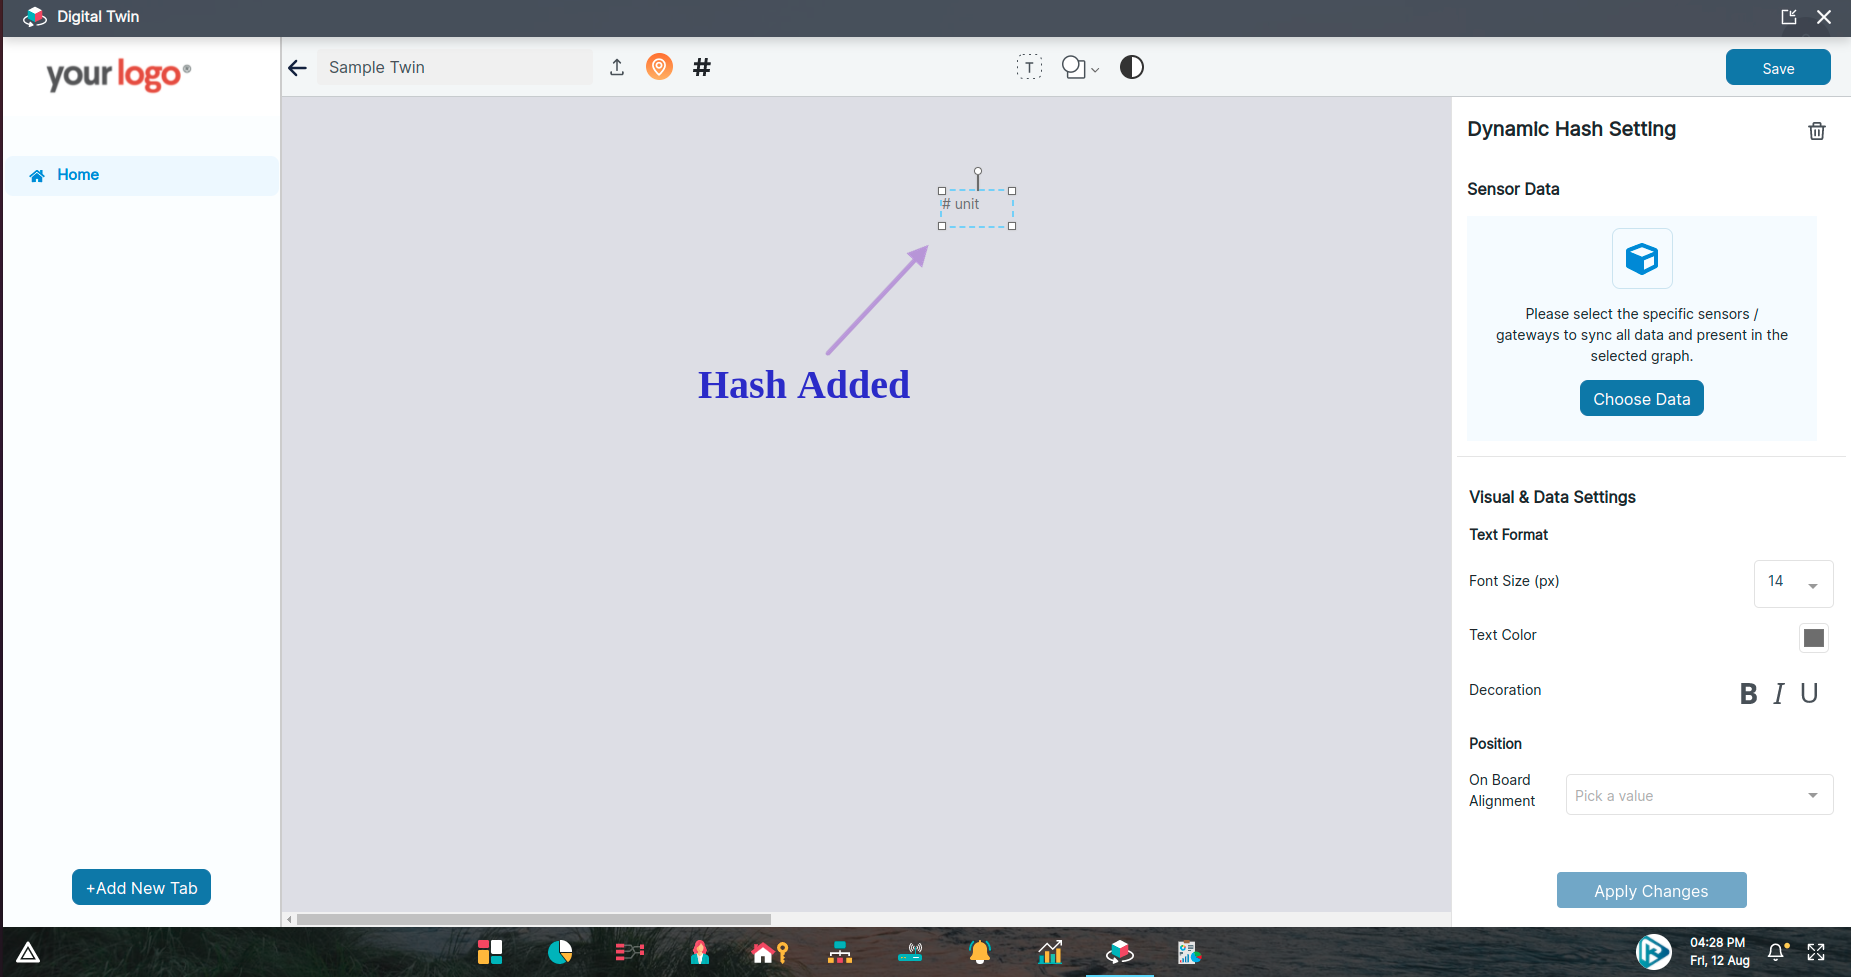 Digital Twin
yourlogo®
Sample Twin
#
T
Save
Home
# unit
Hash Added
+Add New Tab
Dynamic Hash Setting
Sensor Data
Please select the specific sensors /
gateways to sync all data and present in the
selected graph.
Choose Data
Visual & Data Settings
Text Format
Font Size (px)
14
Text Color
Decoration
B I U
Position
On Board
Alignment
Pick a value
Apply Changes
04:28 PM
Fri, 12 Aug